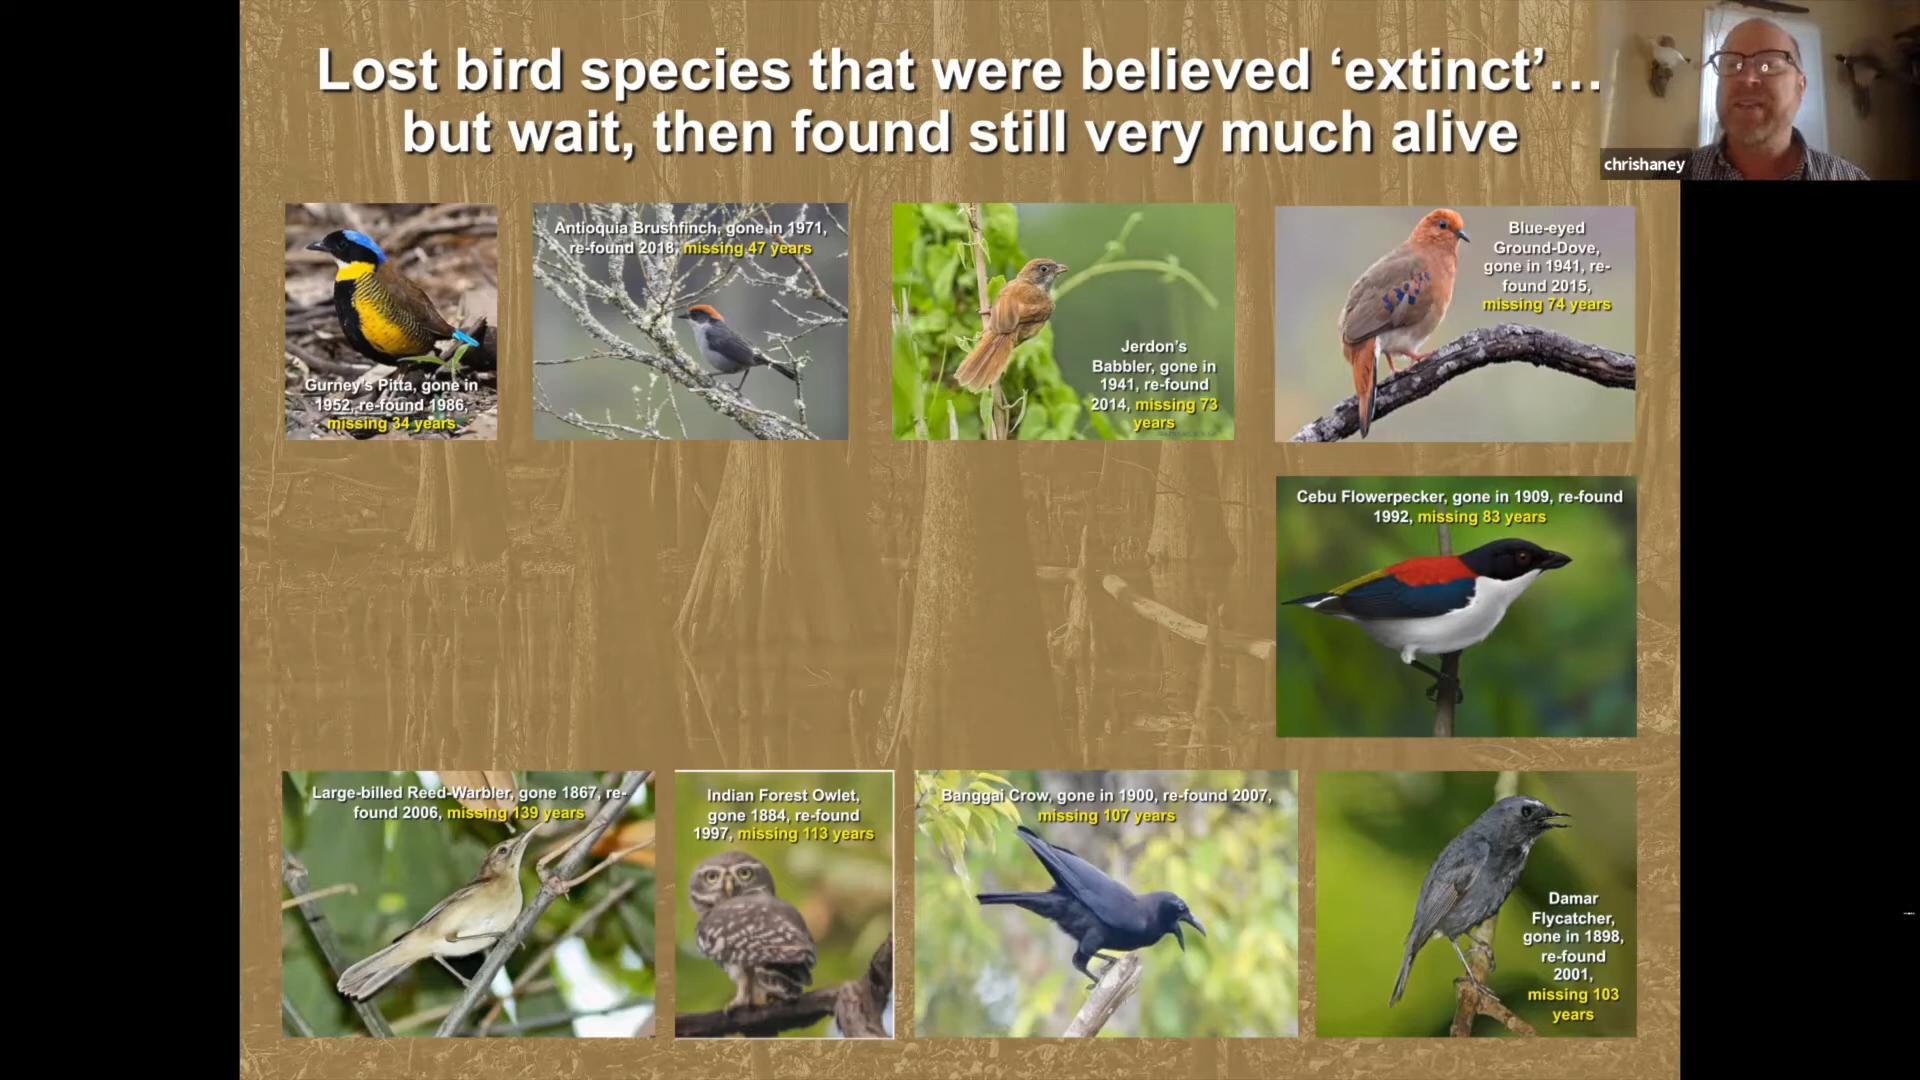 Lost bird species that were believed ‘extinct’…
but wait, then found still very much alive
chrishaney
Gurney's Pitta, gone in
1952, re-found 1986,
missing 34 years
Antioquia Brushfinch, gone in 1971,
re-found 2018, missing 47 years
Jerdon's
Babbler, gone in
1941, re-found
2014, missing 73
years
Blue-eyed
Ground-Dove,
gone in 1941, re-
found 2015,
missing 74 years
Cebu Flowerpecker, gone in 1909, re-found
1992, missing 83 years
Large-billed Reed-Warbler, gone 1867, re-
found 2006, missing 139 years
Indian Forest Owlet,
gone 1884, re-found
1997, missing 113 years
Banggai Crow, gone in 1900, re-found 2007,
missing 107 years
Damar
Flycatcher,
gone in 1898,
re-found
2001,
missing 103
years